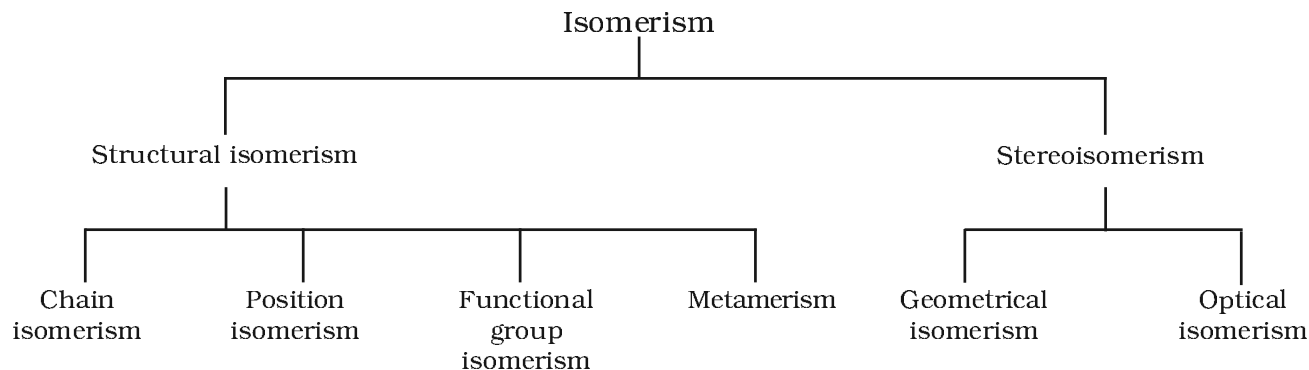 Isomerism
Structural isomerism
Stereoisomerism
Chain
isomerism
Position
isomerism
Functional
group
isomerism
Metamerism
Geometrical
isomerism
Optical
isomerism